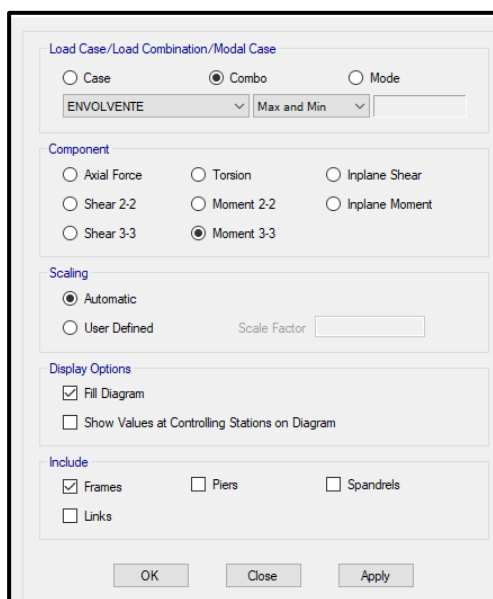 Load Case/Load Combination/Modal Case
Case Combo Mode
ENVOLVENTE Max and Min
Component
Axial Force Torsion Inplane Shear
Shear 2-2 Moment 2-2 Inplane Moment
Shear 3-3 Moment 3-3
Scaling
Automatic
User Defined Scale Factor
Display Options
Fill Diagram
Show Values at Controlling Stations on Diagram
Include
Frames Piers Spandrels
Links
OK Close Apply